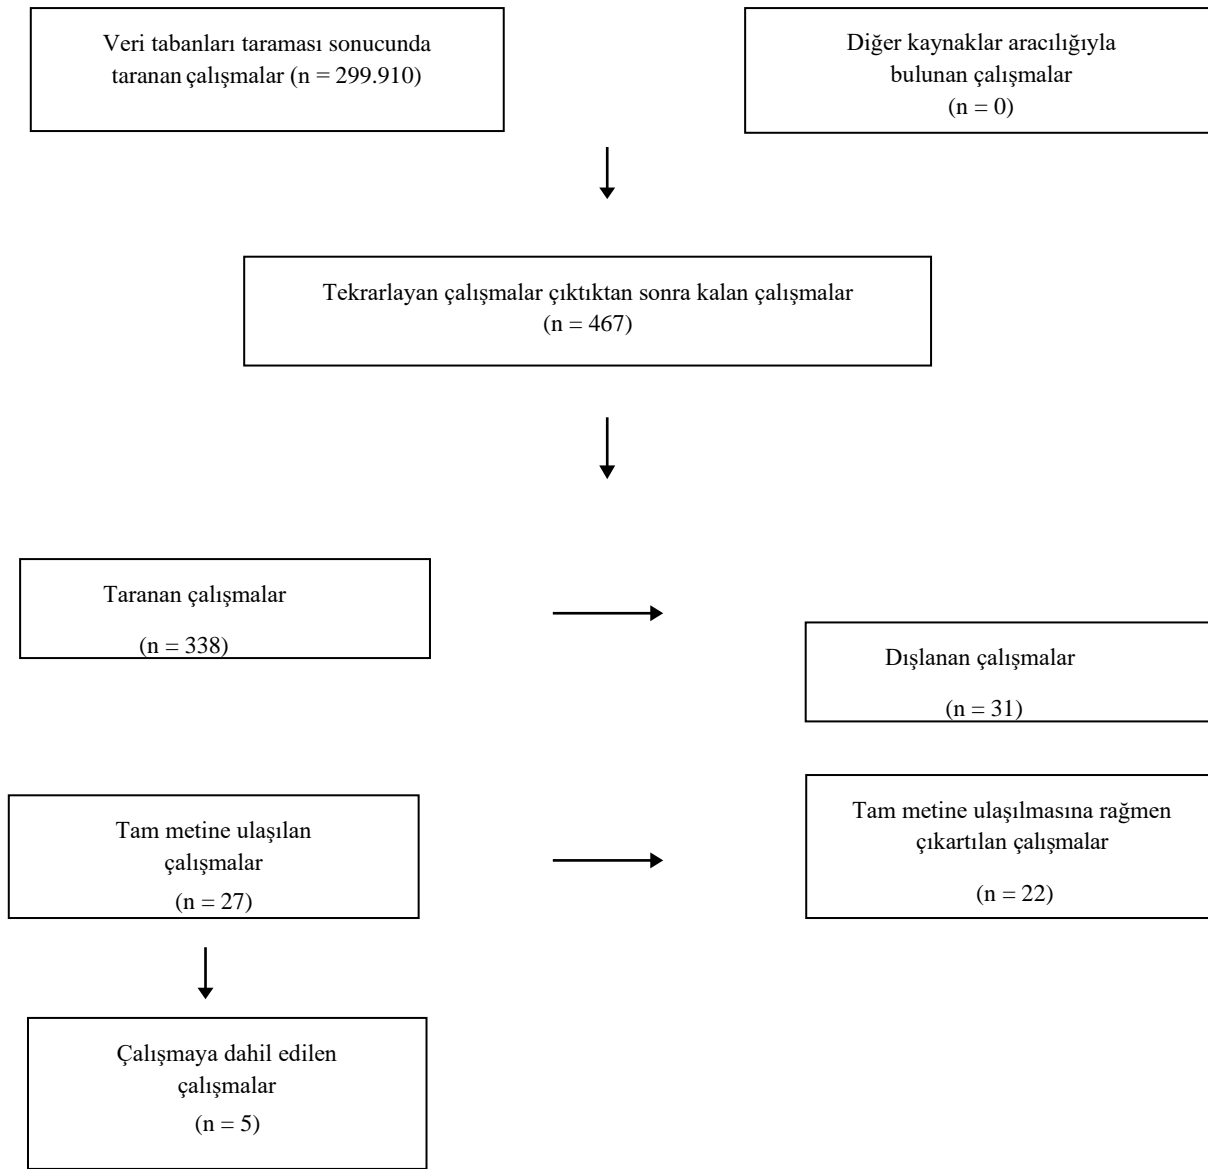 Veri tabanları taraması sonucunda
taranan çalışmalar (n = 299.910)
Diğer kaynaklar aracılığıyla
bulunan çalışmalar
(n = 0)
Tekrarlayan çalışmalar çıktıktan sonra kalan çalışmalar
(n = 467)
Taranan çalışmalar
(n = 338)
Dışlanan çalışmalar
(n = 31)
Tam metine ulaşılan
çalışmalar
(n = 27)
Tam metine ulaşılmasına rağmen
çıkartılan çalışmalar
(n = 22)
Çalışmaya dahil edilen
çalışmalar
(n = 5)